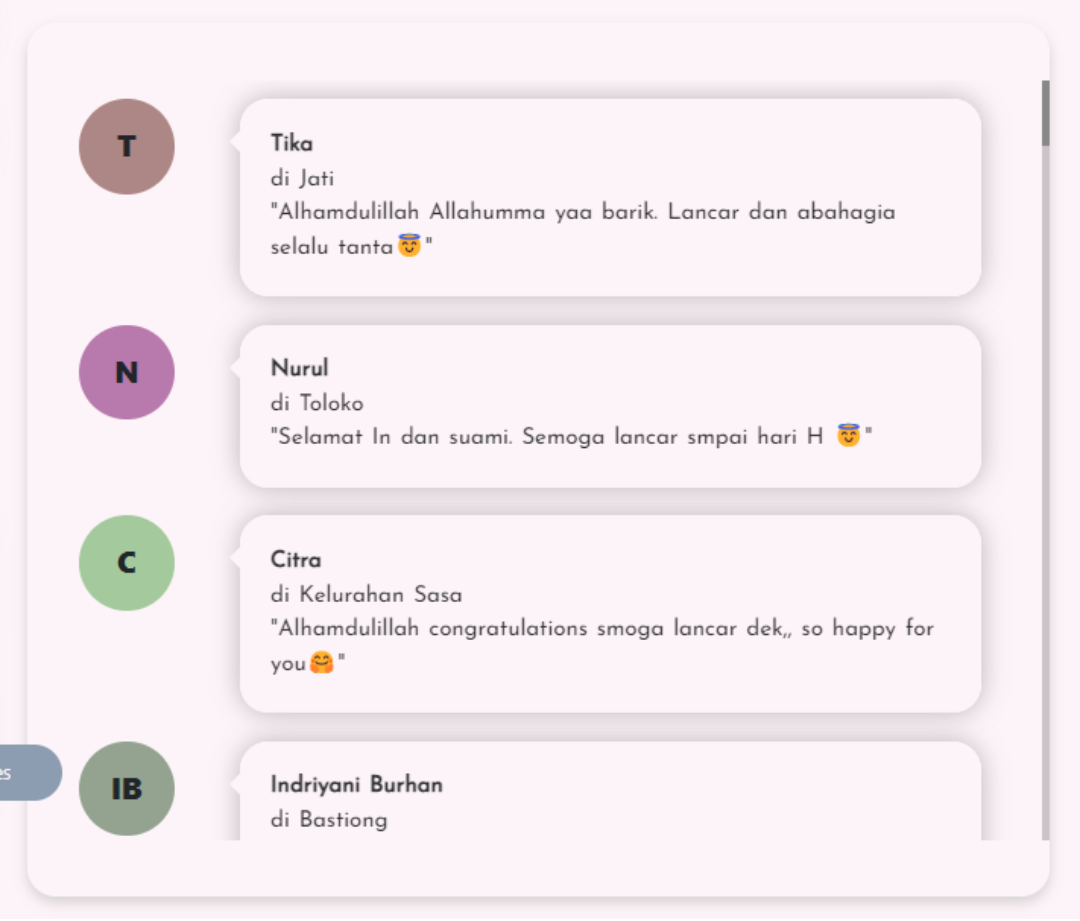 T
Tika
di Jati
"Alhamdulillah Allahumma yaa barik. Lancar dan abahagia
selalu tanta😇"
N
Nurul
di Toloko
"Selamat In dan suami. Semoga lancar smpai hari H 😇"
C
Citra
di Kelurahan Sasa
"Alhamdulillah congratulations smoga lancar dek,, so happy for
you🤗"
es
IB
Indriyani Burhan
di Bastiong